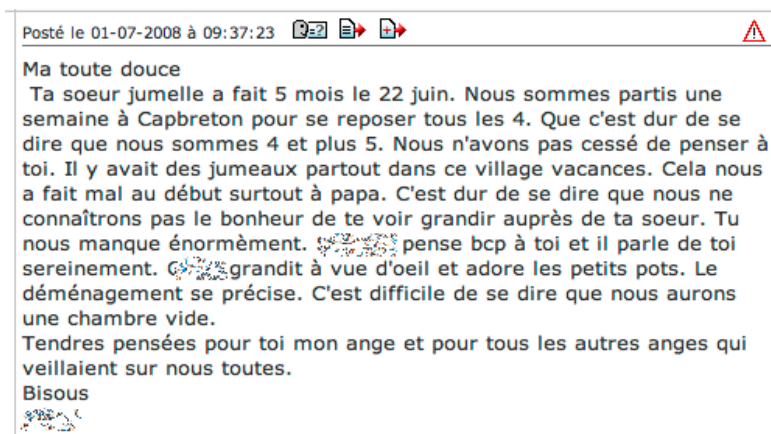 Posté le 01-07-2008 à 09:37:23
Ma toute douce
Ta soeur jumelle a fait 5 mois le 22 juin. Nous sommes partis une
semaine à Capbreton pour se reposer tous les 4. Que c'est dur de se
dire que nous sommes 4 et plus 5. Nous n'avons pas cessé de penser à
toi. Il y avait des jumeaux partout dans ce village vacances. Cela nous
a fait mal au début surtout à papa. C'est dur de se dire que nous ne
connaîtrons pas le bonheur de te voir grandir auprès de ta soeur. Tu
nous manque énormèment. pense bcp à toi et il parle de toi
sereinement. grandit à vue d'oeil et adore les petits pots. Le
déménagement se précise. C'est difficile de se dire que nous aurons
une chambre vide.
Tendres pensées pour toi mon ange et pour tous les autres anges qui
veillaient sur nous toutes.
Bisous